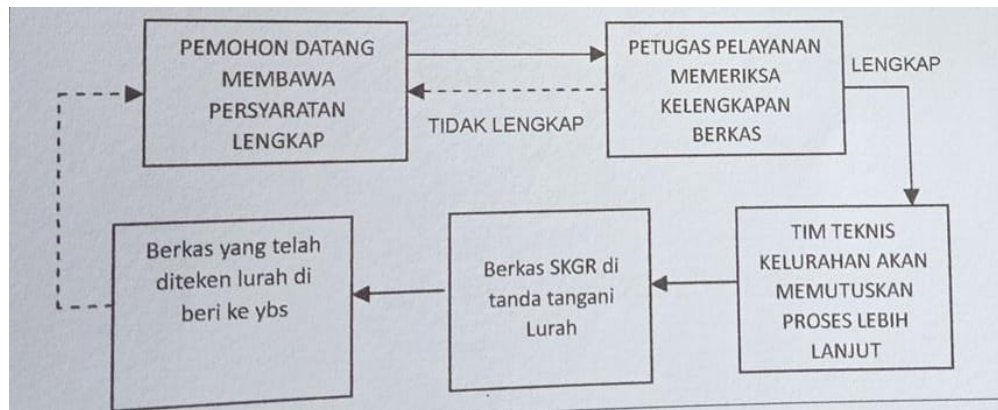 PEMOHON DATANG
MEMBAWA
PERSYARATAN
LENGKAP
TIDAK LENGKAP
PETUGAS PELAYANAN
MEMERIKSA
KELENGKAPAN
BERKAS
LENGKAP
TIM TEKNIS
KELURAHAN AKAN
MEMUTUSKAN
PROSES LEBIH
LANJUT
Berkas SKGR di
tanda tangani
Lurah
Berkas yang telah
diteken lurah di
beri ke ybs